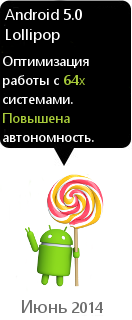 Android 5.0
Lollipop
Оптимизация
работы с 64х
системами.
Повышена
автономность.
Июнь 2014